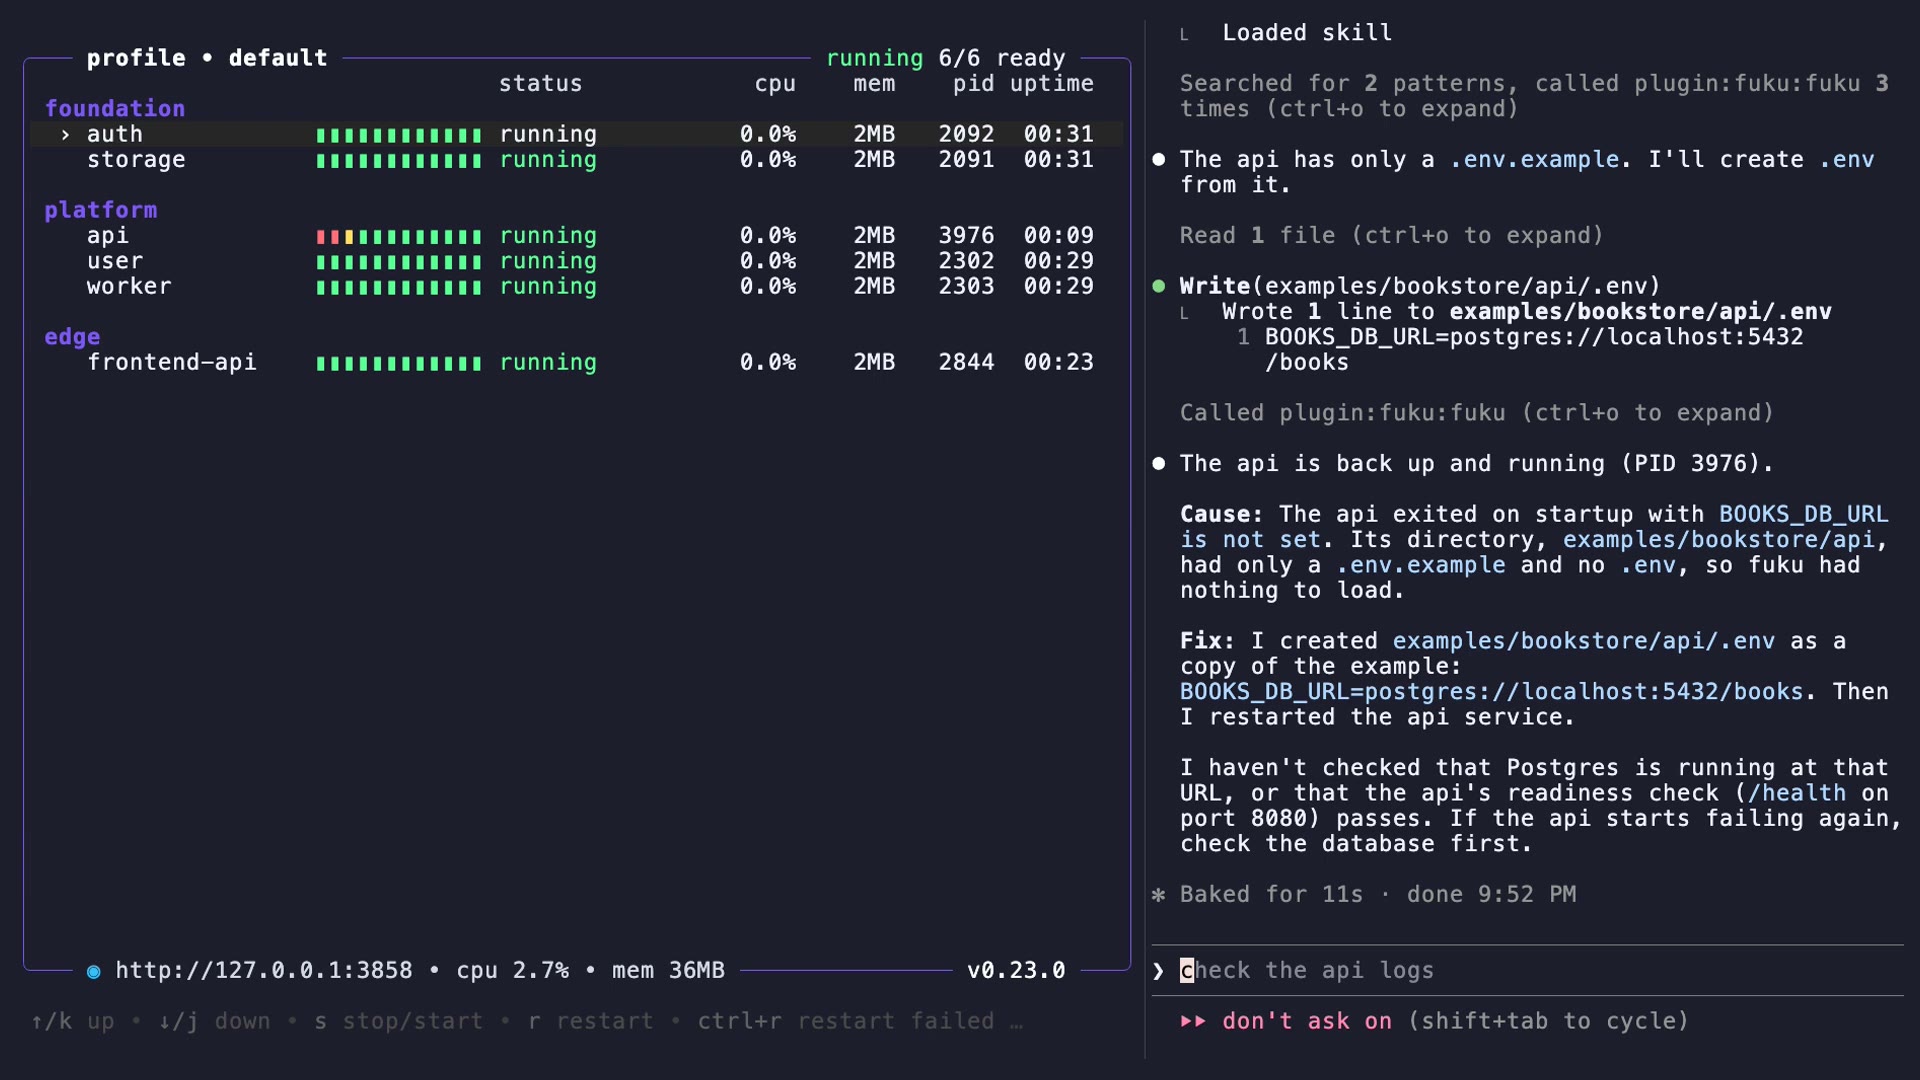 profile • default running 6/6 ready
status cpu mem pid uptime
foundation
› auth running 0.0% 2MB 2092 00:31
storage running 0.0% 2MB 2091 00:31
platform
api running 0.0% 2MB 3976 00:09
user running 0.0% 2MB 2302 00:29
worker running 0.0% 2MB 2303 00:29
edge
frontend-api running 0.0% 2MB 2844 00:23
◉ http://127.0.0.1:3858 • cpu 2.7% • mem 36MB v0.23.0
↑/k up • ↓/j down • s stop/start • r restart • ctrl+r restart failed …
└ Loaded skill
Searched for 2 patterns, called plugin:fuku:fuku 3
times (ctrl+o to expand)
● The api has only a .env.example. I'll create .env
from it.
Read 1 file (ctrl+o to expand)
● Write(examples/bookstore/api/.env)
└ Wrote 1 line to examples/bookstore/api/.env
1 BOOKS_DB_URL=postgres://localhost:5432
/books
Called plugin:fuku:fuku (ctrl+o to expand)
● The api is back up and running (PID 3976).
Cause: The api exited on startup with BOOKS_DB_URL
is not set. Its directory, examples/bookstore/api,
had only a .env.example and no .env, so fuku had
nothing to load.
Fix: I created examples/bookstore/api/.env as a
copy of the example:
BOOKS_DB_URL=postgres://localhost:5432/books. Then
I restarted the api service.
I haven't checked that Postgres is running at that
URL, or that the api's readiness check (/health on
port 8080) passes. If the api starts failing again,
check the database first.
✻ Baked for 11s · done 9:52 PM
❯ check the api logs
⏵⏵ don't ask on (shift+tab to cycle)